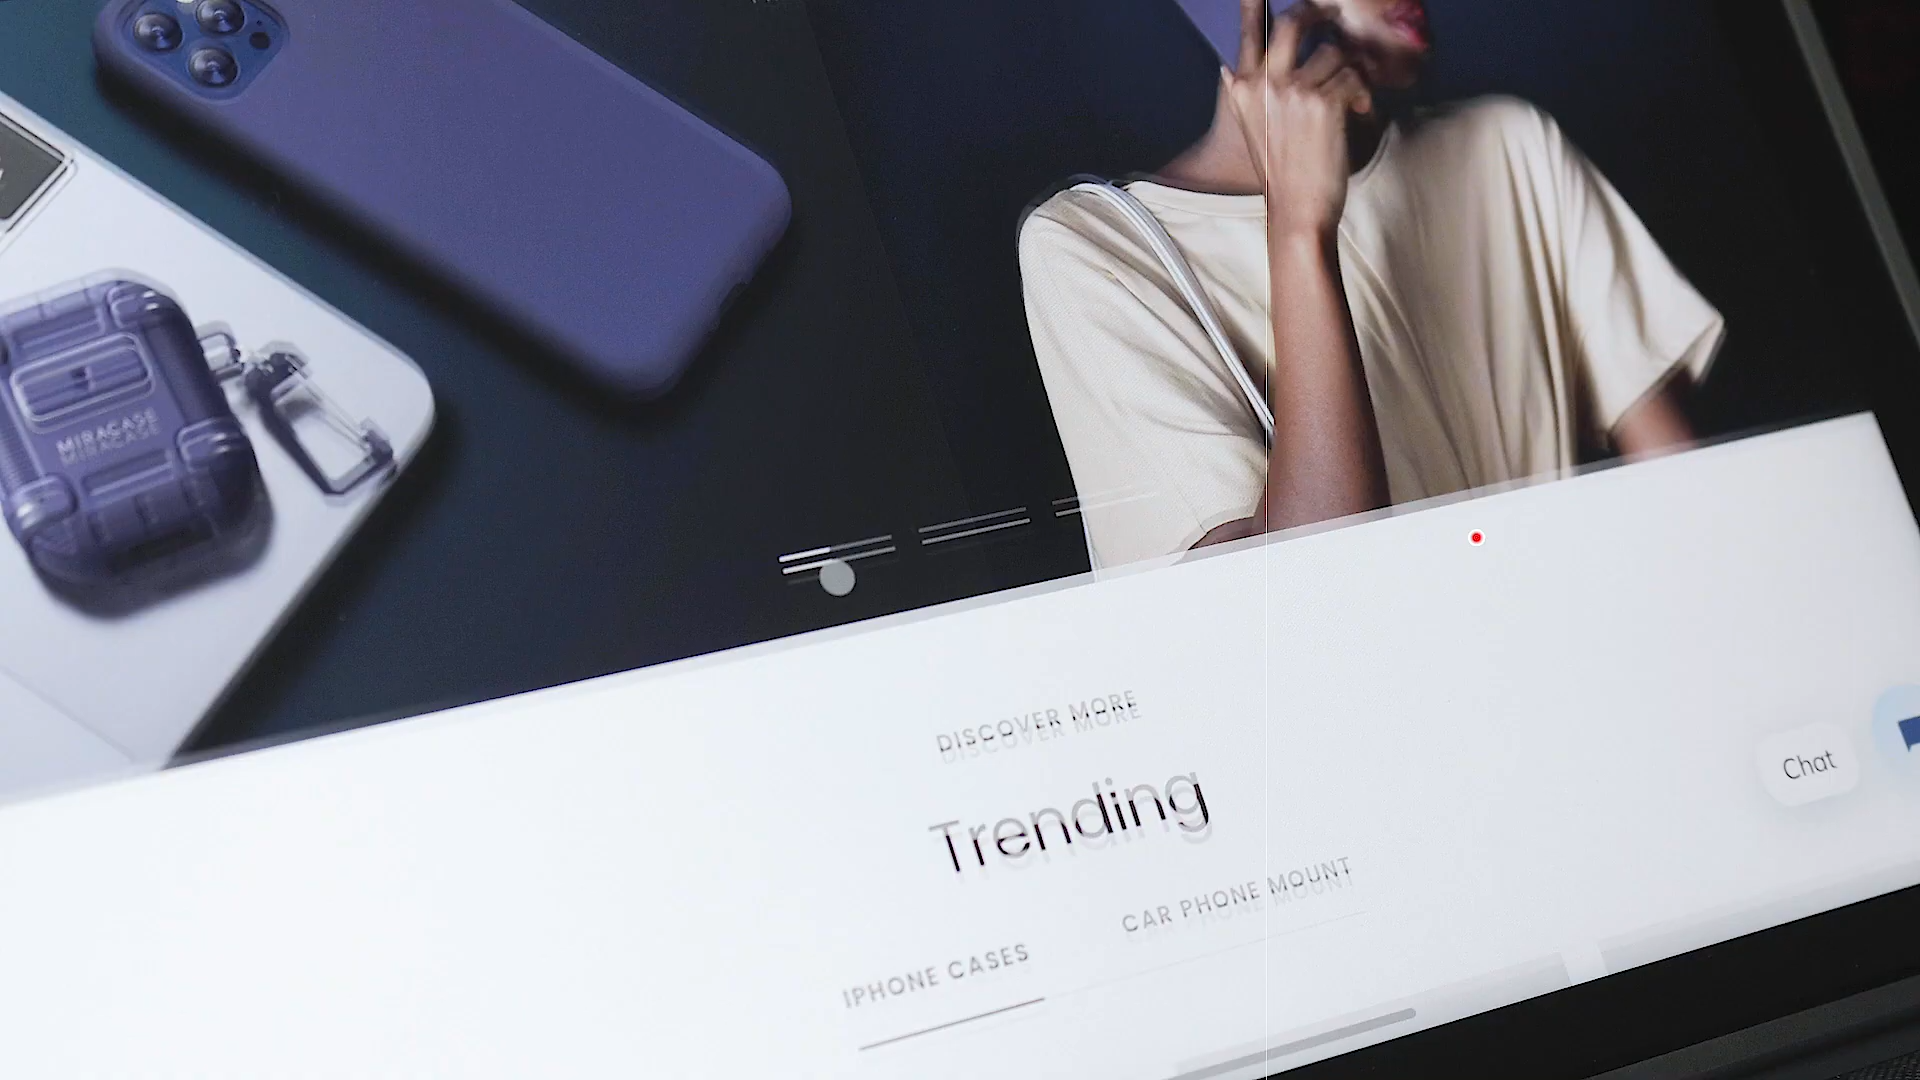 MIRACASE
DISCOVER MORE
Trending
IPHONE CASES
CAR PHONE MOUNT
Chat